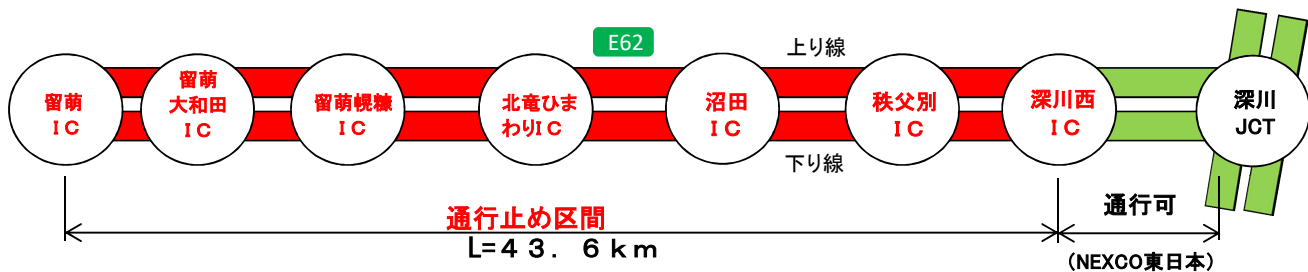 E62
上り線
留萌
IC
留萌
大和田
IC
留萌幌糠
IC
北竜ひま
わりIC
沼田
IC
秩父別
IC
深川西
IC
深川
JCT
下り線
通行止め区間
L=43.6km
通行可
(NEXCO東日本)